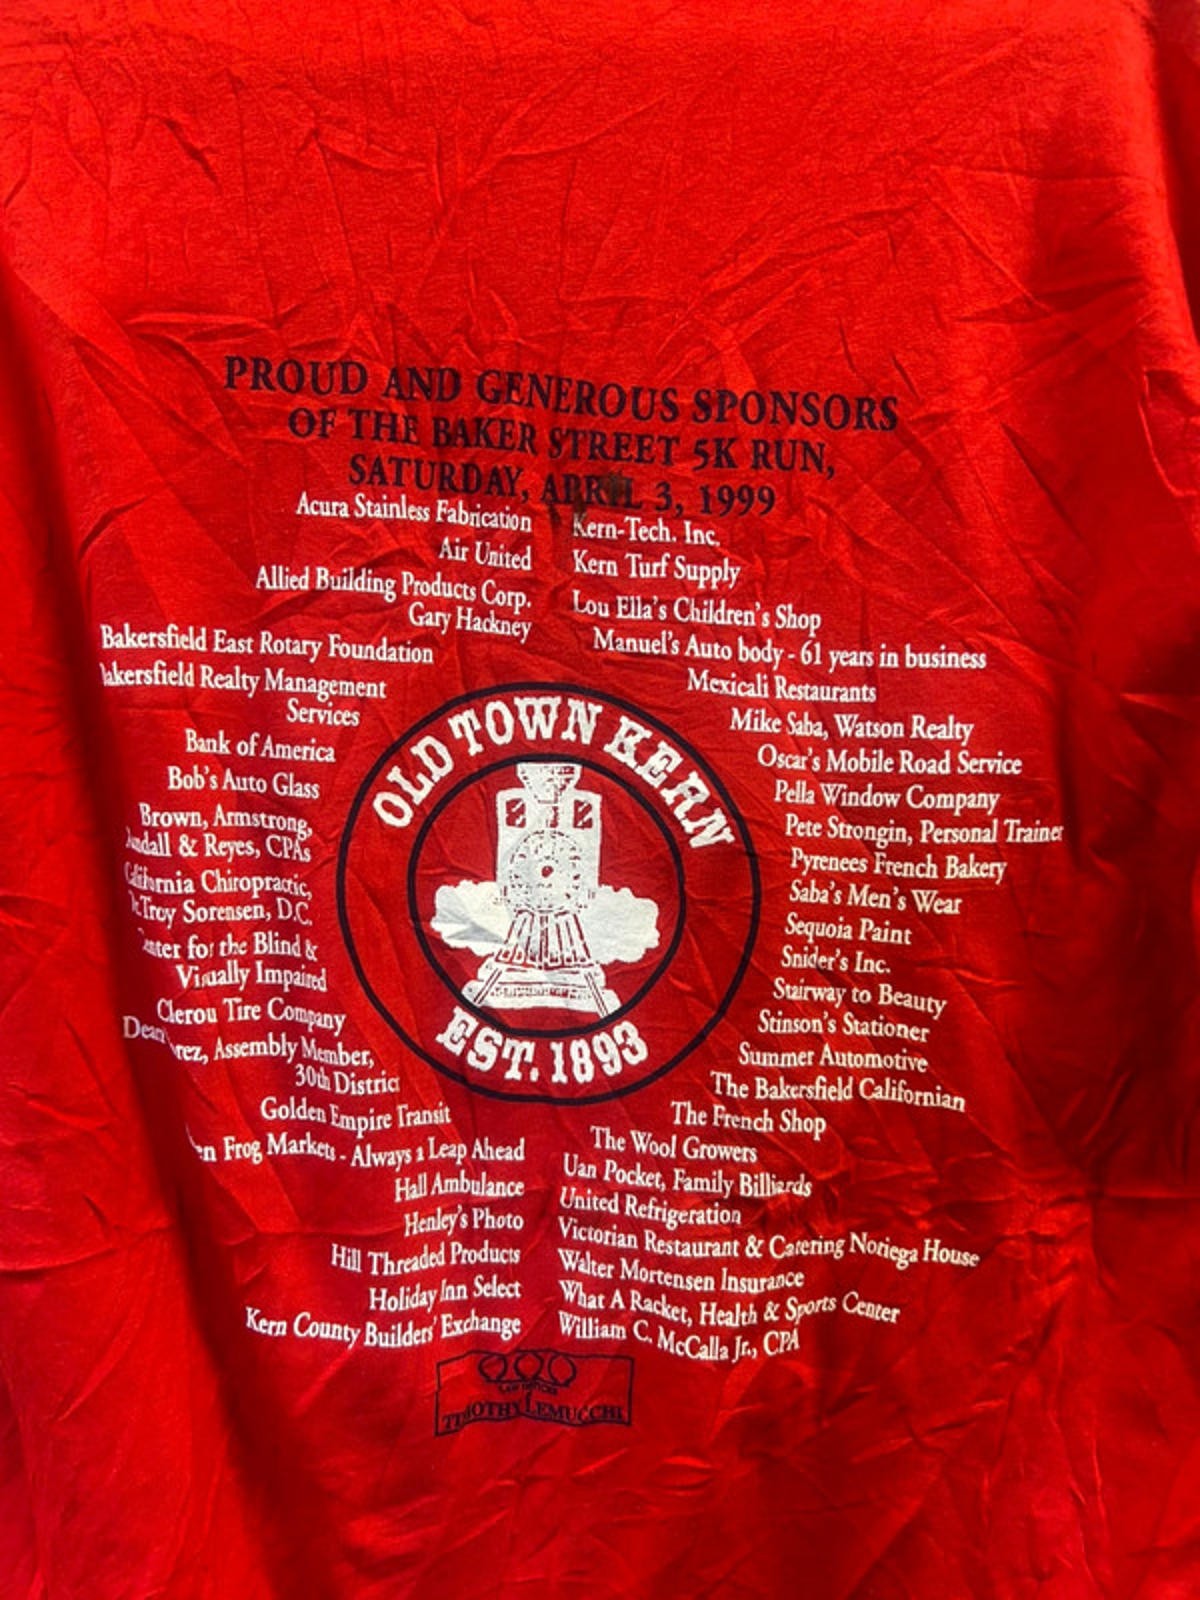 PROUD AND GENEROUS SPONSORS
OF THE BAKER STREET 5K RUN,
SATURDAY, APRIL 3, 1999
Acura Stainless Fabrication
Air United
Allied Building Products Corp.
Gary Hackney
Bakersfield East Rotary Foundation
Bakersfield Realty Management
Services
Bank of America
Bob's Auto Glass
Brown, Armstrong,
& Reyes, CPAs
California Chiropractic,
Troy Sorensen, D.C.
for the Blind &
Visually Impaired
Clerou Tire Company
Dean Assembly Member,
30th District
Golden Empire Transit
Frog Markets - Always a Leap Ahead
Hall Ambulance
Henley's Photo
Hill Threaded Products
Holiday Inn Select
Kern County Builders' Exchange
Kern-Tech. Inc.
Kern Turf Supply
Lou Ella's Children's Shop
Manuel's Auto body - 61 years in business
Mexicali Restaurants
Mike Saba, Watson Realty
Oscar's Mobile Road Service
Pella Window Company
Pete Strongin, Personal Trainer
Pyrenees French Bakery
Saba's Men's Wear
Sequoia Paint
Snider's Inc.
Stairway to Beauty
Stinson's Stationer
Summer Automotive
The Bakersfield Californian
The French Shop
The Wool Growers
Uan Pocket, Family Billiards
United Refrigeration
Victorian Restaurant & Catering Noriega House
Walter Mortensen Insurance
What A Racket, Health & Sports Center
William C. McCalla Jr., CPA
OLD TOWN KERN
EST. 1893
LAW OFFICES
TIMOTHY LEMUCCHI